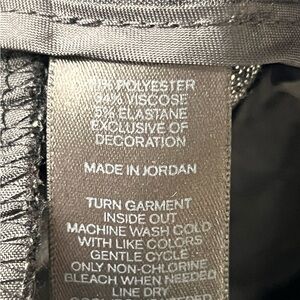 POLYESTER
VISCOSE
5% ELASTANE
EXCLUSIVE OF
DECORATION
MADE IN JORDAN
TURN GARMENT
INSIDE OUT
MACHINE WASH COLD
WITH LIKE COLORS
GENTLE CYCLE
ONLY NON-CHLORINE
BLEACH WHEN NEEDED
LINE DRY